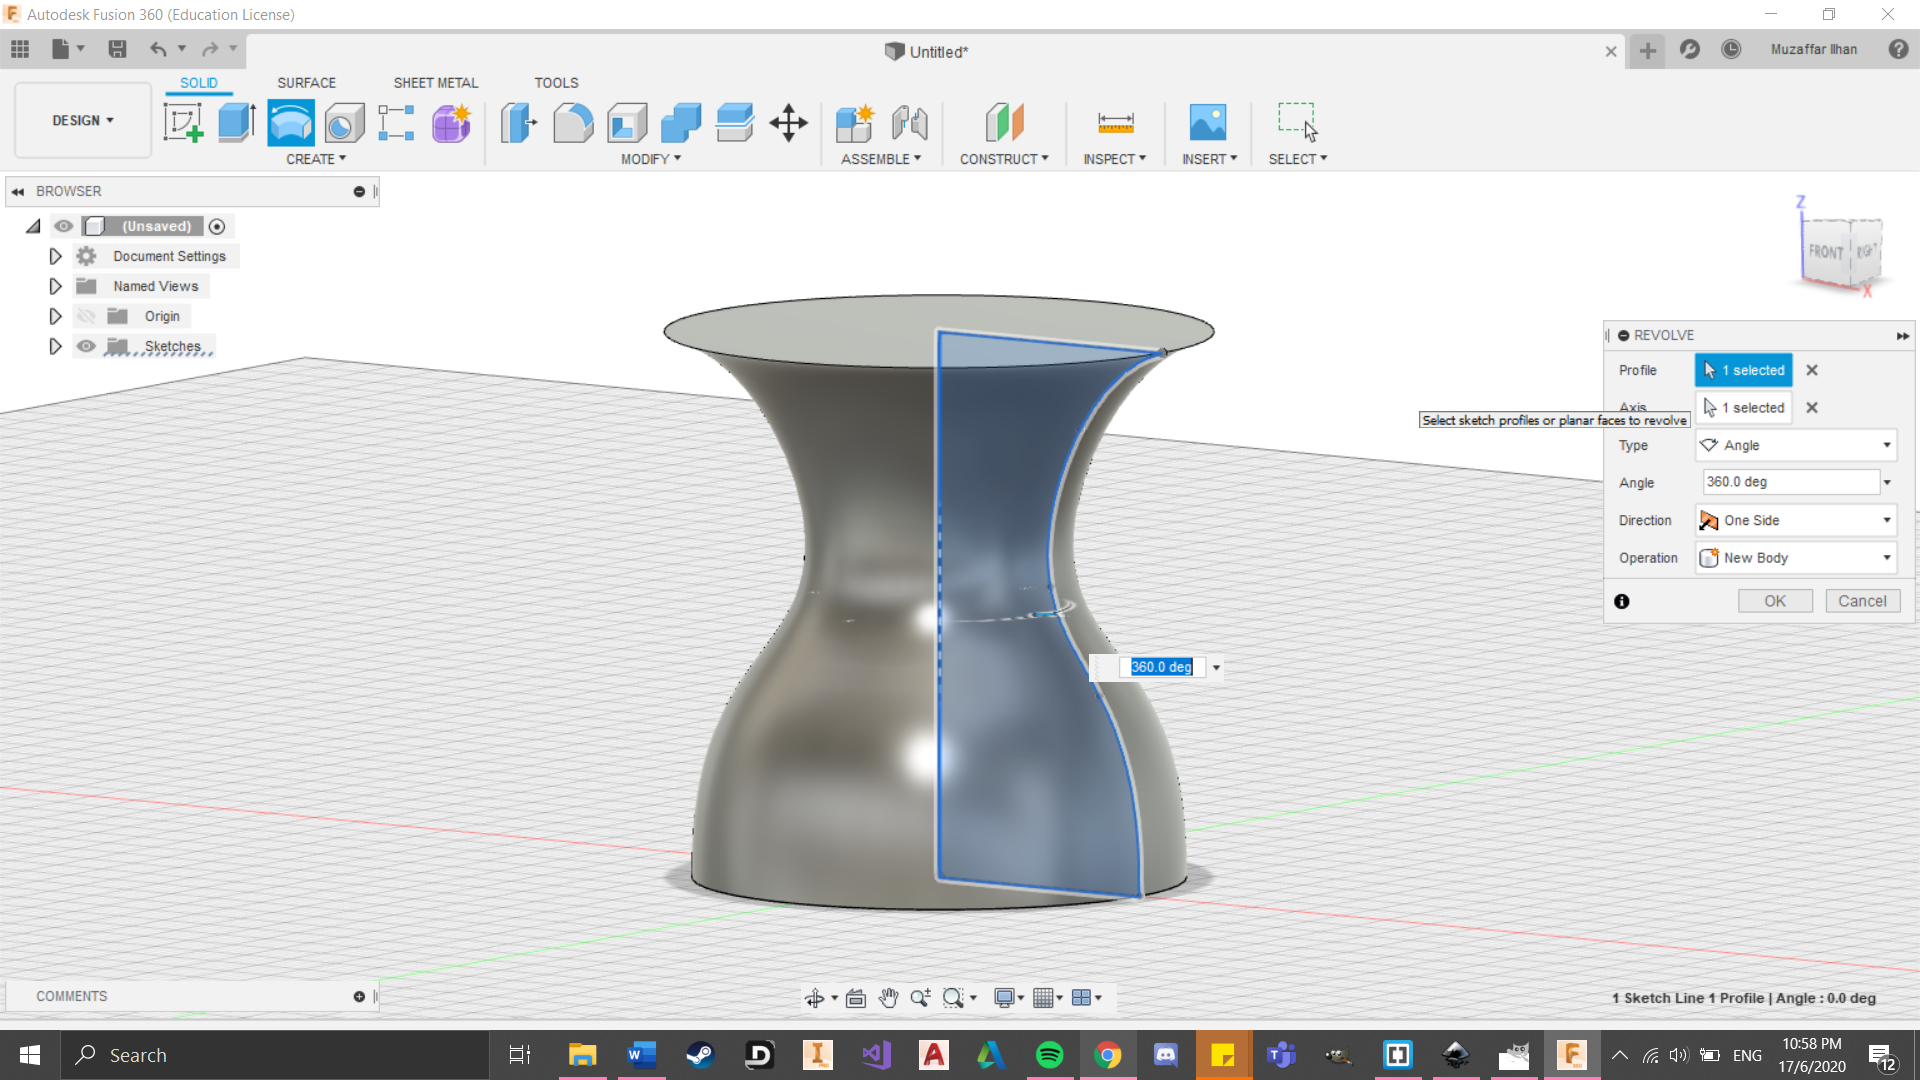 Autodesk Fusion 360 (Education License)
Untitled*
Muzaffar Ilhan
SOLID SURFACE SHEET METAL TOOLS
DESIGN
CREATE MODIFY ASSEMBLE CONSTRUCT INSPECT INSERT SELECT
BROWSER
(Unsaved)
Document Settings
Named Views
Origin
Sketches
Z
FRONT RIGHT
X
REVOLVE
Profile 1 selected
Axis 1 selected
Select sketch profiles or planar faces to revolve
Type Angle
Angle 360.0 deg
Direction One Side
Operation New Body
OK Cancel
360.0 deg
COMMENTS
1 Sketch Line 1 Profile | Angle : 0.0 deg
Search
ENG
10:58 PM
17/6/2020
12